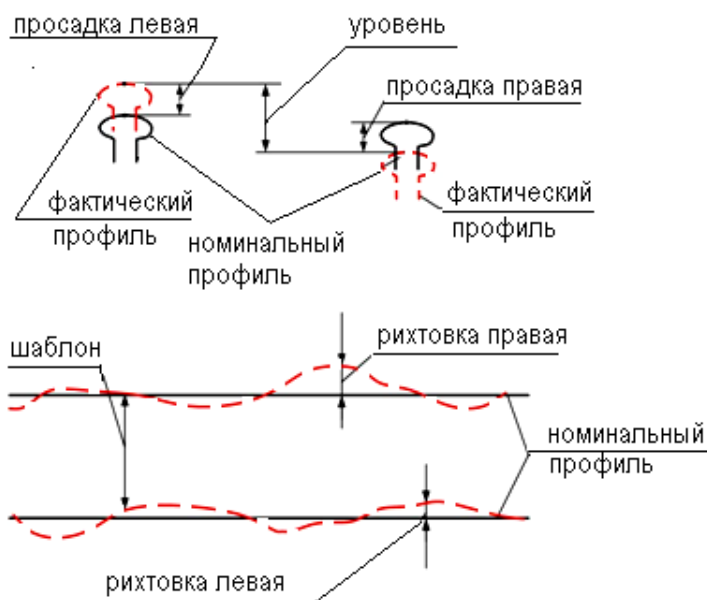 просадка левая
уровень
просадка правая
фактический
профиль
номинальный
профиль
фактический
профиль
шаблон
рихтовка правая
номинальный
профиль
рихтовка левая